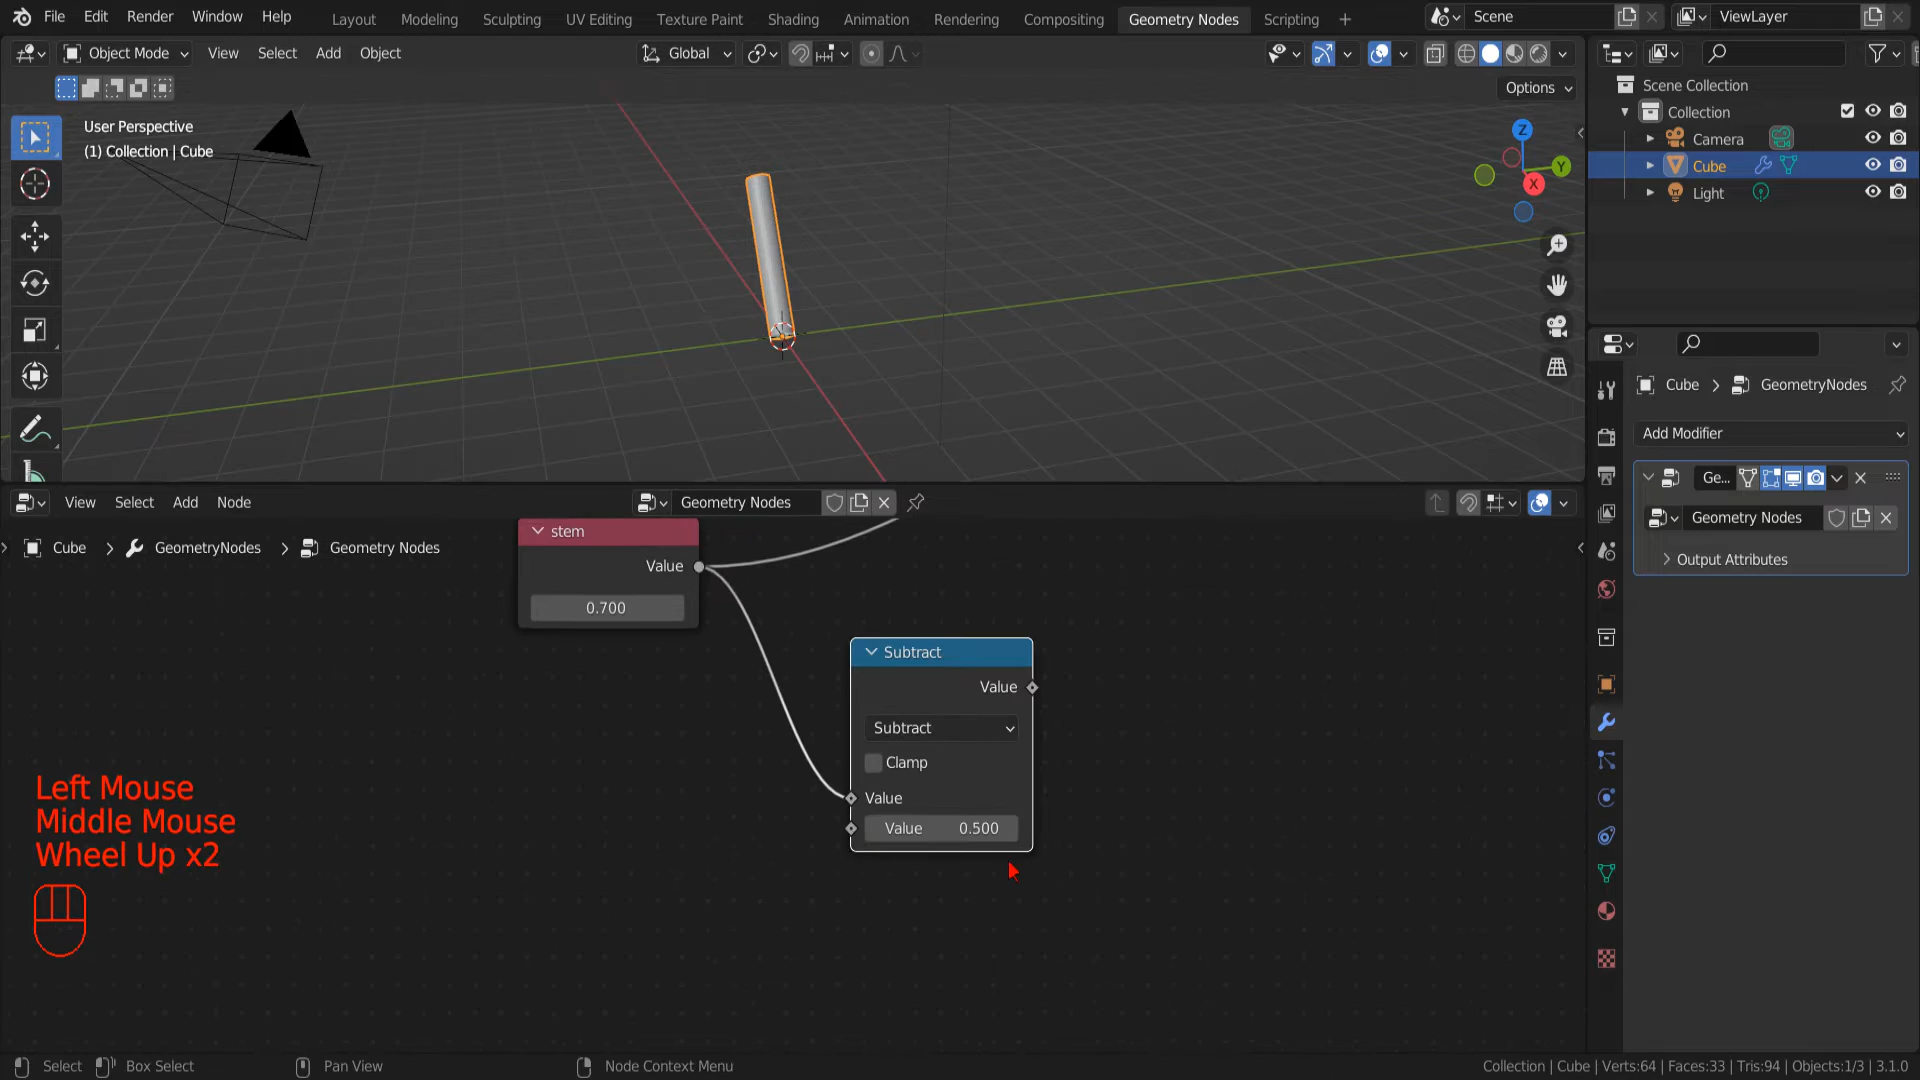 File Edit Render Window Help Layout Modeling Sculpting UV Editing Texture Paint Shading Animation Rendering Compositing Geometry Nodes Scripting + Scene ViewLayer
Object Mode View Select Add Object Global
Options
User Perspective
(1) Collection | Cube
Z
Y
X
Scene Collection
Collection
Camera
Cube
Light
Cube > GeometryNodes
Add Modifier
Ge...
Geometry Nodes
Output Attributes
View Select Add Node Geometry Nodes
Cube > GeometryNodes > Geometry Nodes
stem
Value
0.700
Subtract
Value
Subtract
Clamp
Value
Value 0.500
Left Mouse
Middle Mouse
Wheel Up x2
Select Box Select Pan View Node Context Menu Collection | Cube | Verts:64 | Faces:33 | Tris:94 | Objects:1/3 | 3.1.0